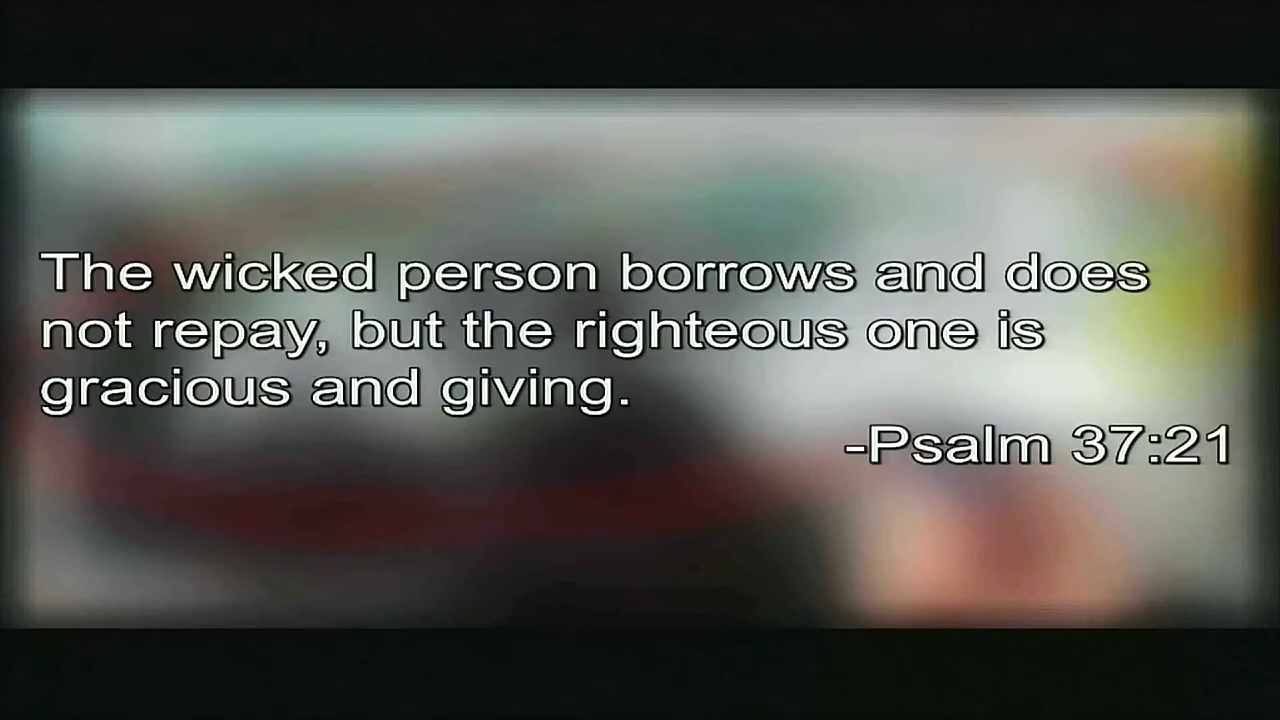 The wicked person borrows and does
not repay, but the righteous one is
gracious and giving.
-Psalm 37:21